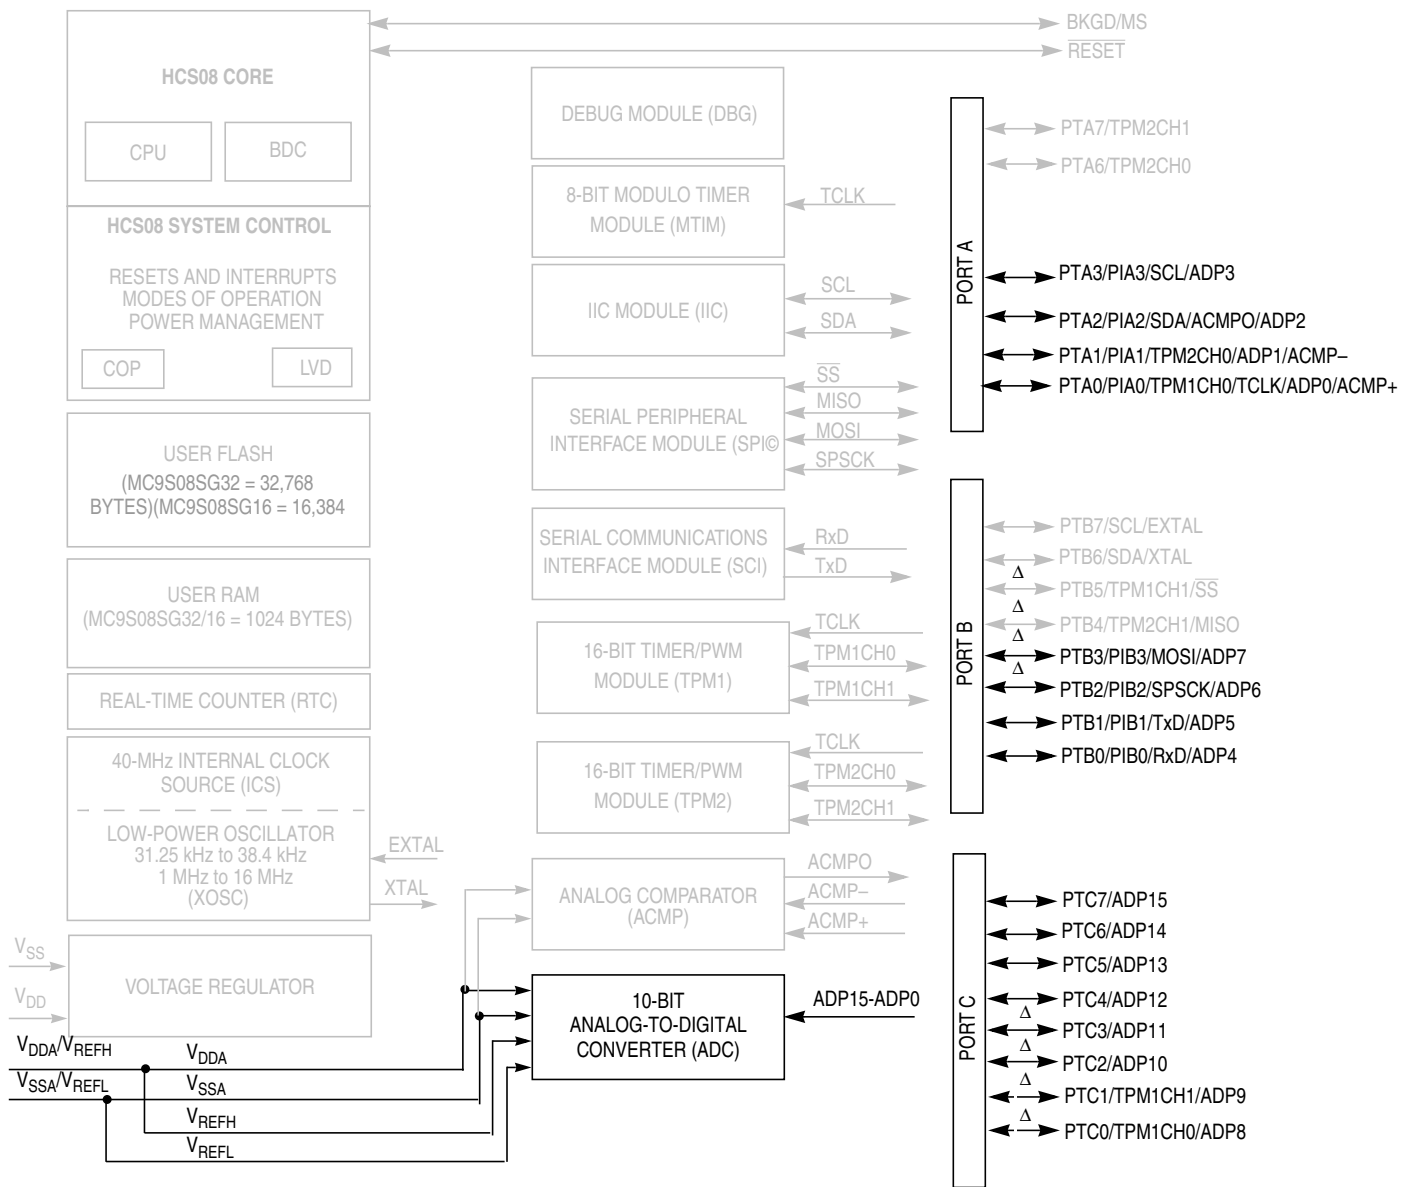 BKGD/MS
RESET
HCS08 CORE
CPU
BDC
HCS08 SYSTEM CONTROL
RESETS AND INTERRUPTS
MODES OF OPERATION
POWER MANAGEMENT
COP
LVD
USER FLASH
(MC9S08SG32 = 32,768
BYTES)(MC9S08SG16 = 16,384
USER RAM
(MC9S08SG32/16 = 1024 BYTES)
REAL-TIME COUNTER (RTC)
40-MHz INTERNAL CLOCK
SOURCE (ICS)
LOW-POWER OSCILLATOR
31.25 kHz to 38.4 kHz
1 MHz to 16 MHz
(XOSC)
EXTAL
XTAL
VSS
VDD
VOLTAGE REGULATOR
VDDA/VREFH
VSSA/VREFL
VDDA
VSSA
VREFH
VREFL
DEBUG MODULE (DBG)
8-BIT MODULO TIMER
MODULE (MTIM)
TCLK
IIC MODULE (IIC)
SCL
SDA
SERIAL PERIPHERAL
INTERFACE MODULE (SPI©
SS
MISO
MOSI
SPSCK
SERIAL COMMUNICATIONS
INTERFACE MODULE (SCI)
RxD
TxD
16-BIT TIMER/PWM
MODULE (TPM1)
TCLK
TPM1CH0
TPM1CH1
16-BIT TIMER/PWM
MODULE (TPM2)
TCLK
TPM2CH0
TPM2CH1
ANALOG COMPARATOR
(ACMP)
ACMPO
ACMP–
ACMP+
10-BIT
ANALOG-TO-DIGITAL
CONVERTER (ADC)
ADP15-ADP0
PORT A
PTA7/TPM2CH1
PTA6/TPM2CH0
PTA3/PIA3/SCL/ADP3
PTA2/PIA2/SDA/ACMPO/ADP2
PTA1/PIA1/TPM2CH0/ADP1/ACMP–
PTA0/PIA0/TPM1CH0/TCLK/ADP0/ACMP+
PORT B
PTB7/SCL/EXTAL
PTB6/SDA/XTAL
Δ
PTB5/TPM1CH1/SS
Δ
PTB4/TPM2CH1/MISO
Δ
PTB3/PIB3/MOSI/ADP7
Δ
PTB2/PIB2/SPSCK/ADP6
PTB1/PIB1/TxD/ADP5
PTB0/PIB0/RxD/ADP4
PORT C
PTC7/ADP15
PTC6/ADP14
PTC5/ADP13
PTC4/ADP12
Δ
PTC3/ADP11
Δ
PTC2/ADP10
Δ
PTC1/TPM1CH1/ADP9
Δ
PTC0/TPM1CH0/ADP8